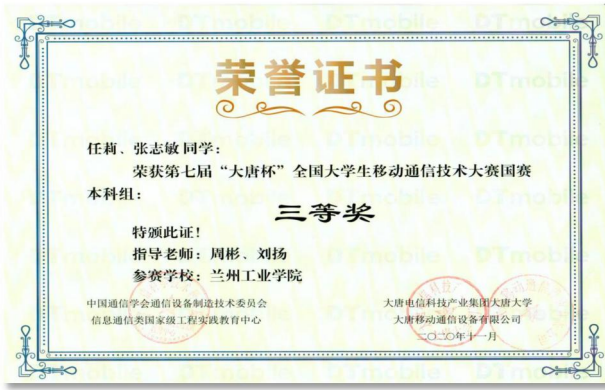 荣誉证书
任莉、张志敏 同学：
荣获第七届“大唐杯”全国大学生移动通信技术大赛国赛
本科组：
三等奖
特颁此证！
指导老师：周彬、刘扬
参赛学校：兰州工业学院
中国通信学会通信设备制造技术委员会
信息通信类国家级工程实践教育中心
大唐电信科技产业集团大唐大学
大唐移动通信设备有限公司
二〇二〇年十一月
DTmobile